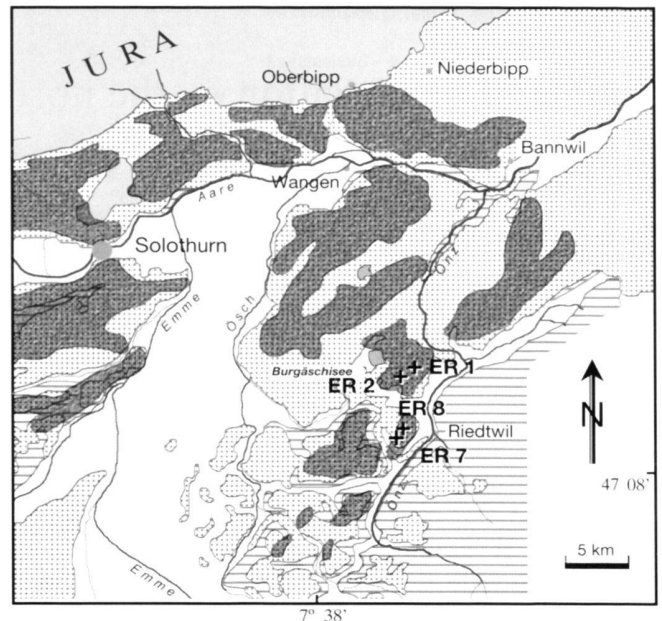 JURA
Oberbipp
Niederbipp
Bannwil
Wangen
Aare
Solothurn
Emme
Ösch
Önz
Burgäschisee
ER 1
ER 2
ER 8
Riedtwil
ER 7
N
47 08'
Önz
5 km
Emme
7° 38'